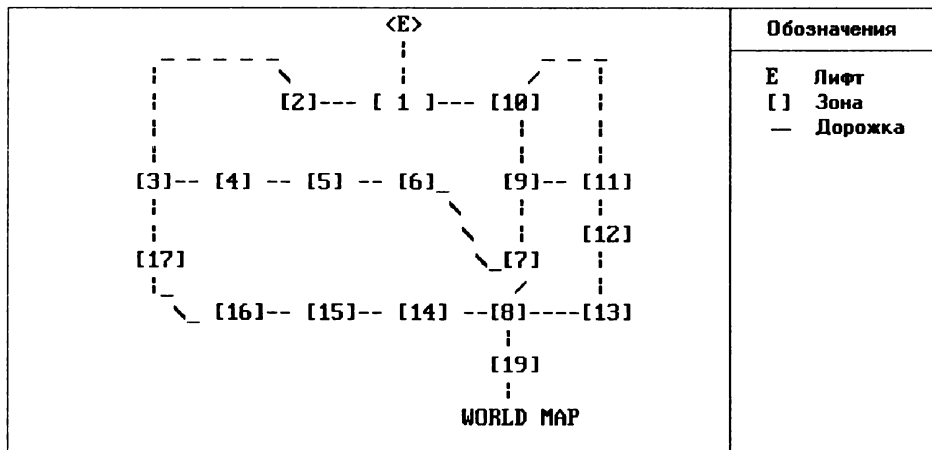 <E>
[2]--- [ 1 ]--- [10]
[3]-- [4] -- [5] -- [6]_ [9]-- [11]
[12]
[17] _[7]
[16]-- [15]-- [14] --[8]----[13]
[19]
WORLD MAP
Обозначения
E Лифт
[] Зона
— Дорожка